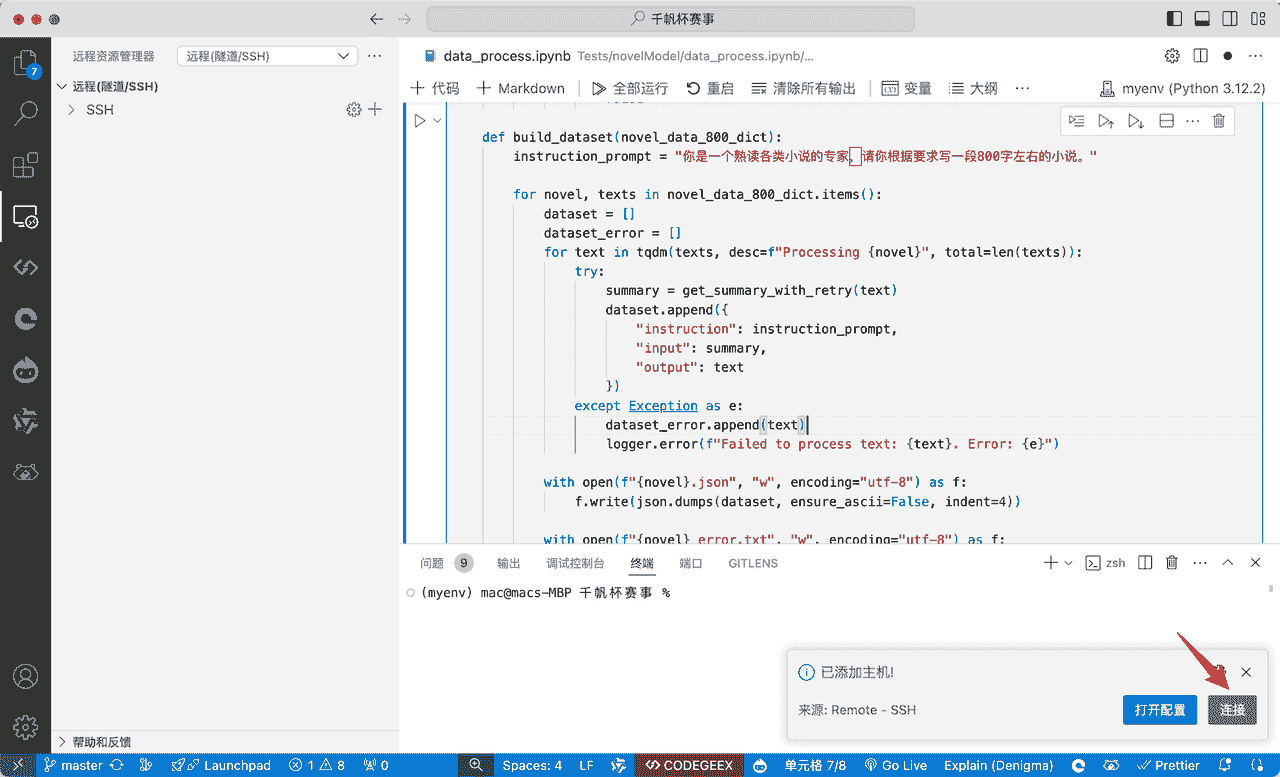 千帆杯赛事
7
远程资源管理器
远程(隧道/SSH)
远程(隧道/SSH)
SSH
data_process.ipynb Tests/novelModel/data_process.ipynb/...
代码 Markdown 全部运行 重启 清除所有输出 变量 大纲 ... myenv (Python 3.12.2)
def build_dataset(novel_data_800_dict):
instruction_prompt = "你是一个熟读各类小说的专家，请你根据要求写一段800字左右的小说。"
for novel, texts in novel_data_800_dict.items():
dataset = []
dataset_error = []
for text in tqdm(texts, desc=f"Processing {novel}", total=len(texts)):
try:
summary = get_summary_with_retry(text)
dataset.append({
"instruction": instruction_prompt,
"input": summary,
"output": text
})
except Exception as e:
dataset_error.append(text)
logger.error(f"Failed to process text: {text}. Error: {e}")
with open(f"{novel}.json", "w", encoding="utf-8") as f:
f.write(json.dumps(dataset, ensure_ascii=False, indent=4))
with open(f"{novel}_error.txt", "w", encoding="utf-8") as f:
问题 9 输出 调试控制台 终端 端口 GITLENS
zsh
(myenv) mac@macs-MBP 千帆杯赛事 %
已添加主机!
来源: Remote - SSH
打开配置 连接
帮助和反馈
master Launchpad 1 8 0 Spaces: 4 LF CODEGEEX 单元格 7/8 Go Live Explain (Denigma) Prettier